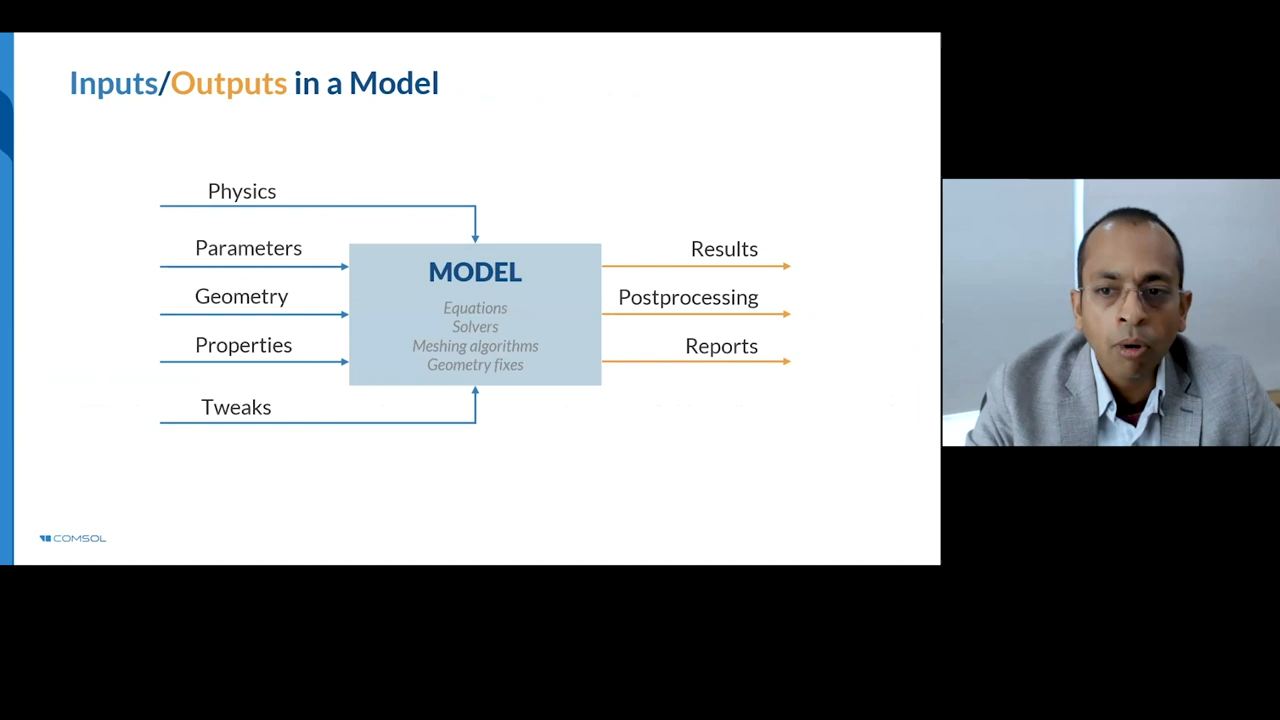 Inputs/Outputs in a Model
Physics
Parameters
Geometry
Properties
Tweaks
MODEL
Equations
Solvers
Meshing algorithms
Geometry fixes
Results
Postprocessing
Reports
COMSOL